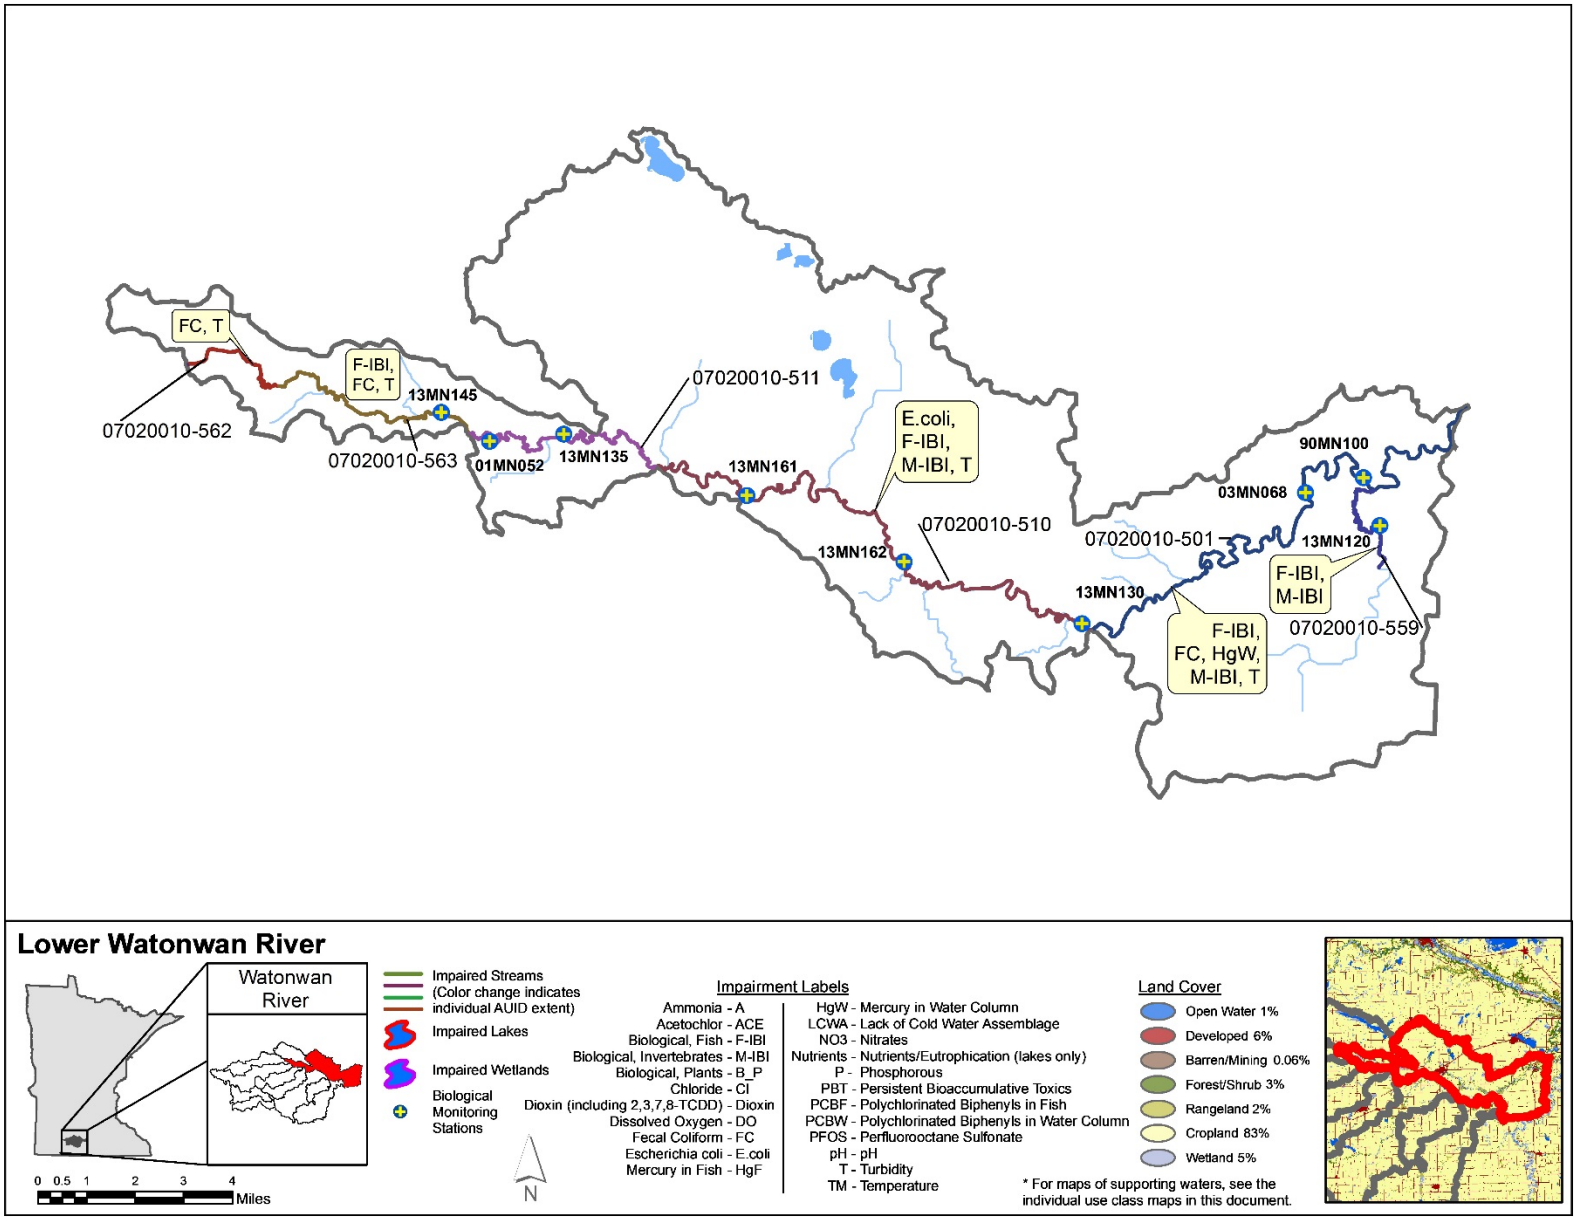 FC, T
F-IBI,
FC, T
13MN145
07020010-511
07020010-562
07020010-563
01MN052
13MN135
13MN161
E.coli,
F-IBI,
M-IBI, T
90MN100
03MN068
07020010-510
07020010-501
13MN120
13MN162
F-IBI,
M-IBI
13MN130
07020010-559
F-IBI,
FC, HgW,
M-IBI, T
Lower Watonwan River
Watonwan
River
0 0.5 1 2 3 4
Miles
Impaired Streams
(Color change indicates
individual AUID extent)
Impaired Lakes
Impaired Wetlands
Biological
Monitoring
Stations
N
Impairment Labels
Ammonia - A
Acetochlor - ACE
Biological, Fish - F-IBI
Biological, Invertebrates - M-IBI
Biological, Plants - B_P
Chloride - Cl
Dioxin (including 2,3,7,8-TCDD) - Dioxin
Dissolved Oxygen - DO
Fecal Coliform - FC
Escherichia coli - E.coli
Mercury in Fish - HgF
HgW - Mercury in Water Column
LCWA - Lack of Cold Water Assemblage
NO3 - Nitrates
Nutrients - Nutrients/Eutrophication (lakes only)
P - Phosphorous
PBT - Persistent Bioaccumulative Toxics
PCBF - Polychlorinated Biphenyls in Fish
PCBW - Polychlorinated Biphenyls in Water Column
PFOS - Perfluorooctane Sulfonate
pH - pH
T - Turbidity
TM - Temperature
Land Cover
Open Water 1%
Developed 6%
Barren/Mining 0.06%
Forest/Shrub 3%
Rangeland 2%
Cropland 83%
Wetland 5%
* For maps of supporting waters, see the
individual use class maps in this document.